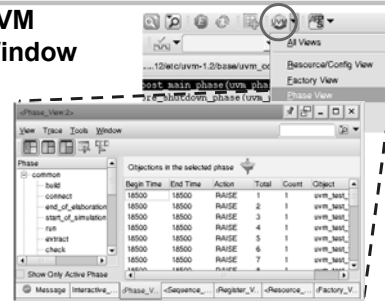 VM
Window
All Views
....12/etc/uvm-1.2/base/uvm_co
Resource/Config View
Factory View
post_main_phase(uvm_phas
Phase View
pre_shutdown_phase(uvm_
<Phase_View:2>
View Trace Tools Window
Phase
Objections in the selected phase
common
build
connect
end_of_elaboration
start_of_simulation
run
extract
check
Begin Time End Time Action Total Count Object
18500 18500 RAISE 1 1 uvm_test_
18500 18500 RAISE 2 1 uvm_test_
18500 18500 RAISE 3 1 uvm_test_
18500 18500 RAISE 4 1 uvm_test_
18500 18500 RAISE 5 1 uvm_test_
18500 18500 RAISE 6 1 uvm_test_
18500 18500 RAISE 7 1 uvm_test_
Show Only Active Phase
Message Interactive_... <Phase_V... <Sequence_... <Register_V... <Resource_... <Factory_V...